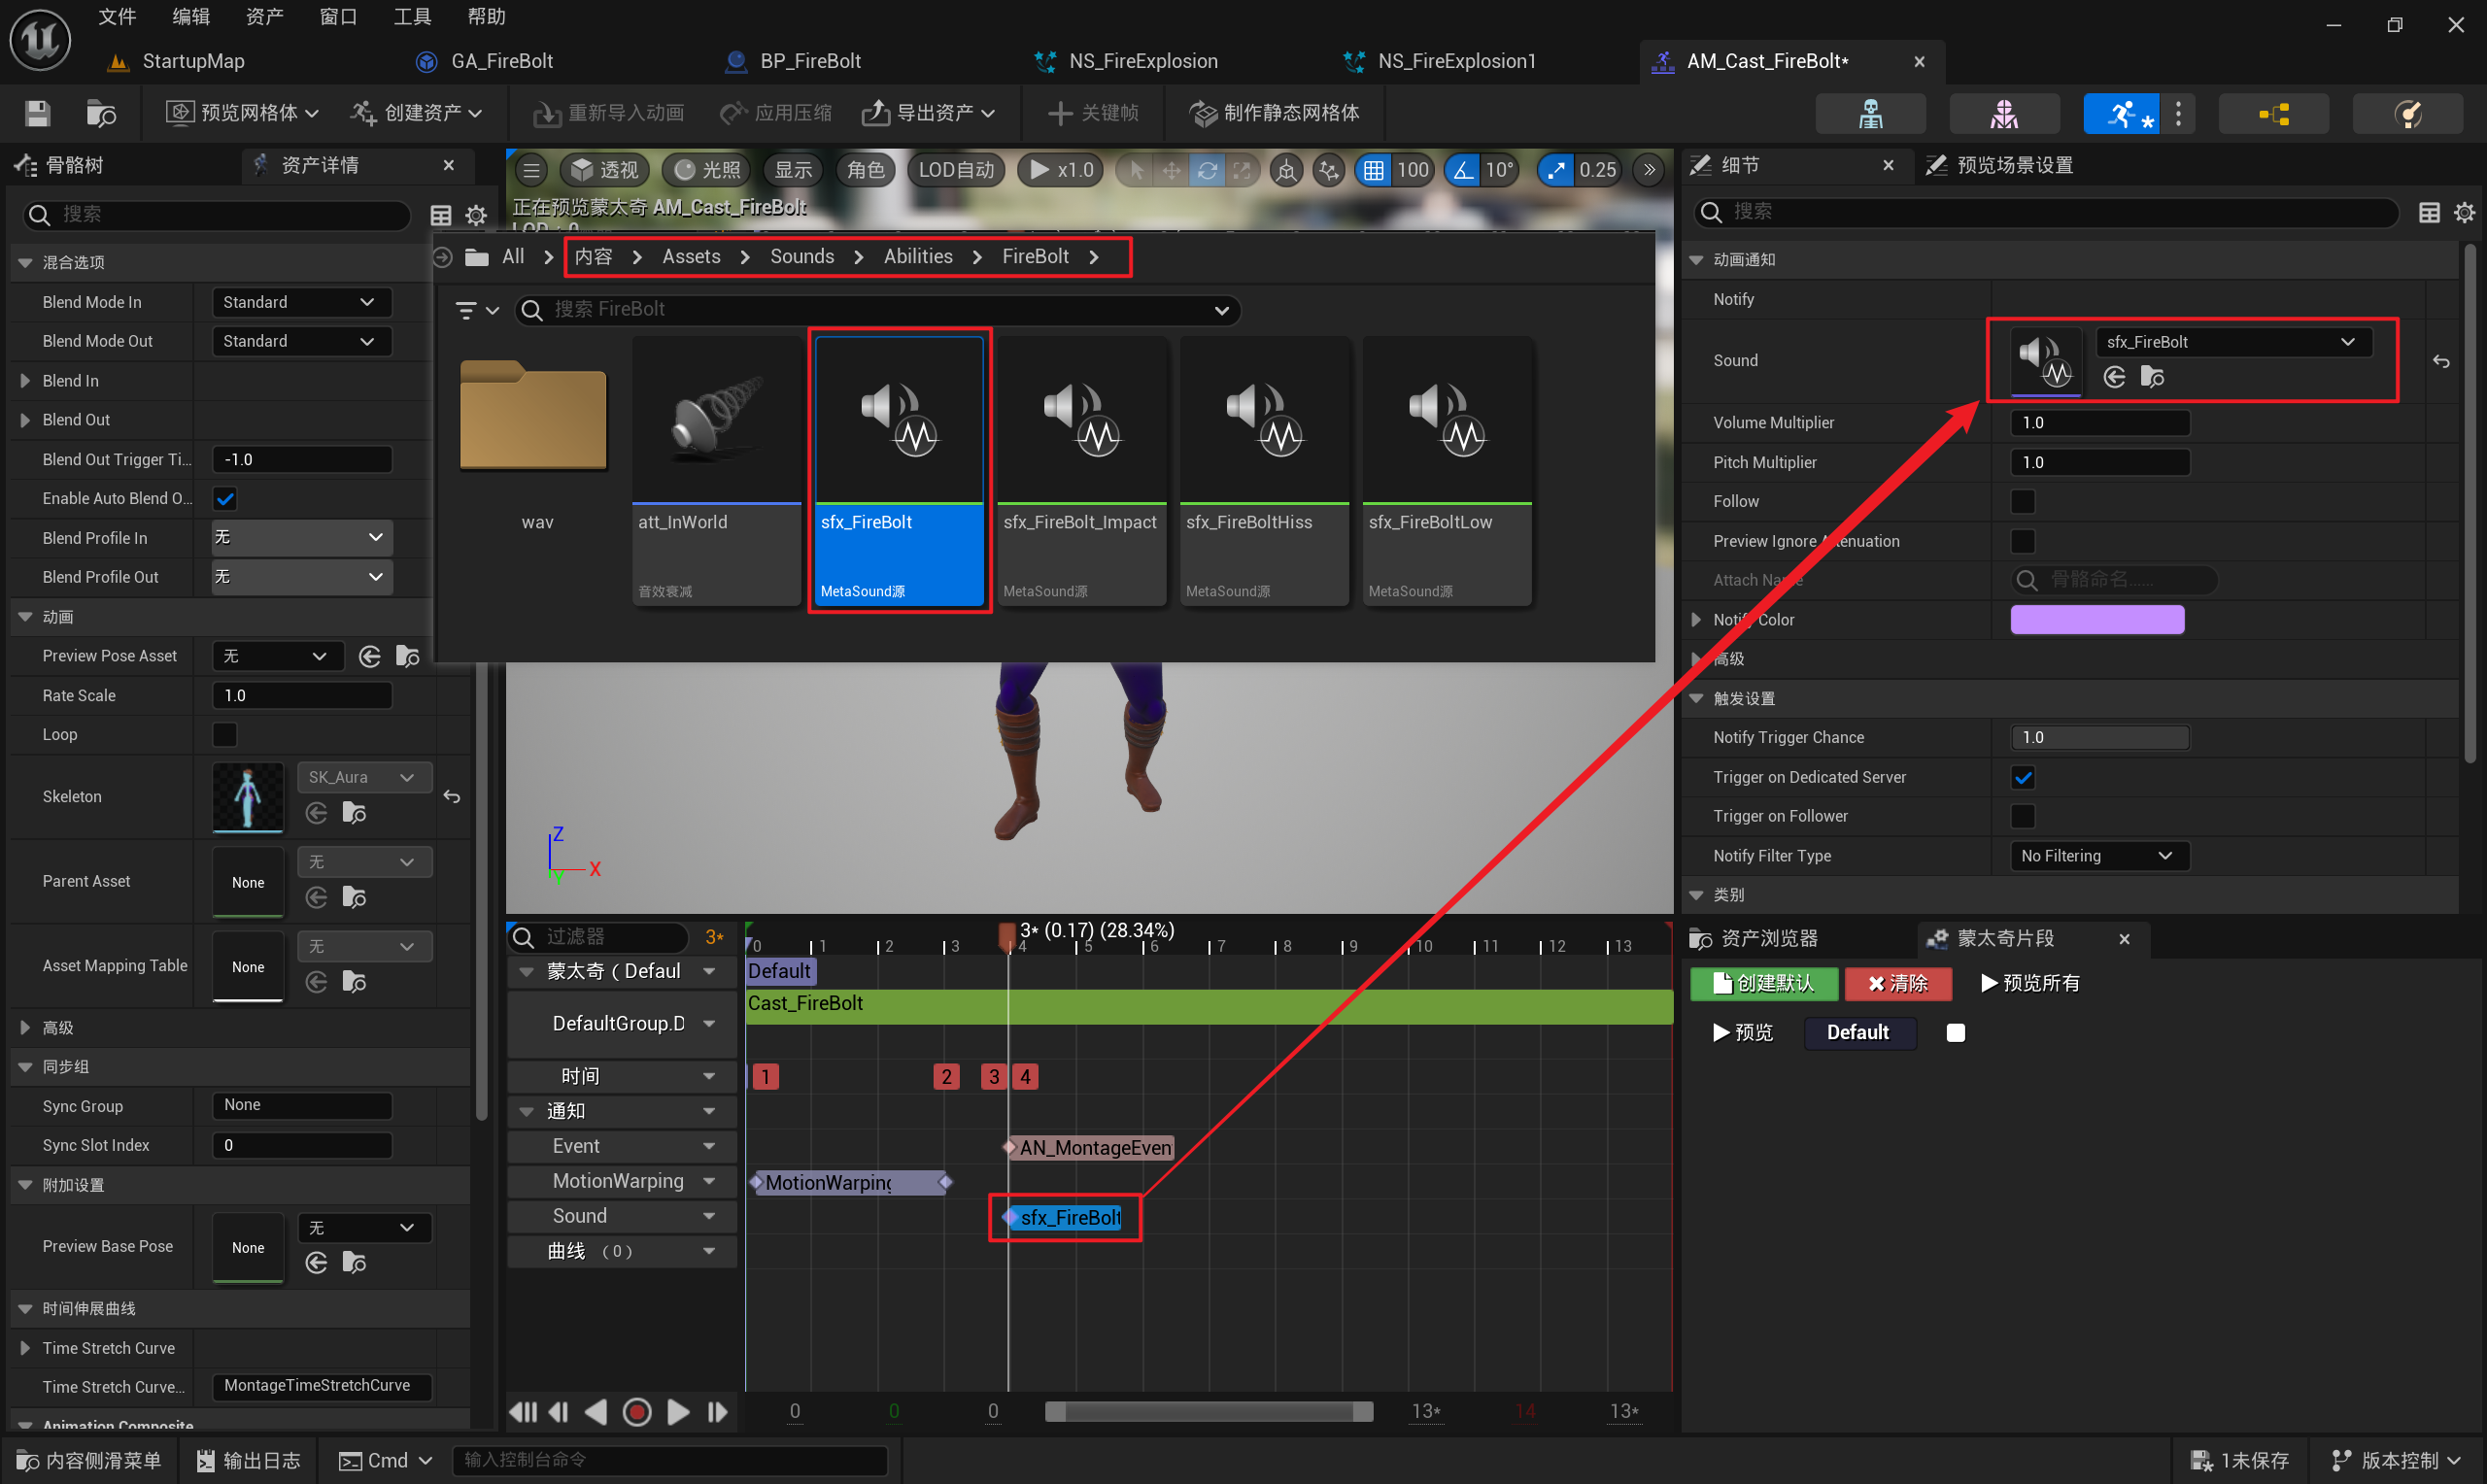 文件 编辑 资产 窗口 工具 帮助
StartupMap GA_FireBolt BP_FireBolt NS_FireExplosion NS_FireExplosion1 AM_Cast_FireBolt*
预览网格体 创建资产 重新导入动画 应用压缩 导出资产 关键帧 制作静态网格体
骨骼树 资产详情
搜索
混合选项
Blend Mode In Standard
Blend Mode Out Standard
Blend In
Blend Out
Blend Out Trigger Ti... -1.0
Enable Auto Blend O...
Blend Profile In 无
Blend Profile Out 无
动画
Preview Pose Asset 无
Rate Scale 1.0
Loop
Skeleton SK_Aura
Parent Asset None 无
Asset Mapping Table None 无
高级
同步组
Sync Group None
Sync Slot Index 0
附加设置
Preview Base Pose None 无
时间伸展曲线
Time Stretch Curve
Time Stretch Curve... MontageTimeStretchCurve
Animation Composite
透视 光照 显示 角色 LOD自动 x1.0 100 10° 0.25
正在预览蒙太奇 AM_Cast_FireBolt
LOD：0
All 内容 Assets Sounds Abilities FireBolt
搜索 FireBolt
wav
att_InWorld
音效衰减
sfx_FireBolt
MetaSound源
sfx_FireBolt_Impact
MetaSound源
sfx_FireBoltHiss
MetaSound源
sfx_FireBoltLow
MetaSound源
Z
X
Y
过滤器 3*
3* (0.17) (28.34%)
0 1 2 3 4 5 6 7 8 9 10 11 12 13
蒙太奇（Defaul Default
Cast_FireBolt
DefaultGroup.D
时间 1 2 3 4
通知
Event AN_MontageEven
MotionWarping MotionWarping
Sound sfx_FireBolt
曲线 （0）
0 0 0 13* 14 13*
细节 预览场景设置
搜索
动画通知
Notify
Sound sfx_FireBolt
Volume Multiplier 1.0
Pitch Multiplier 1.0
Follow
Preview Ignore Attenuation
Attach Name 骨骼命名......
Notify Color
高级
触发设置
Notify Trigger Chance 1.0
Trigger on Dedicated Server
Trigger on Follower
Notify Filter Type No Filtering
类别
资产浏览器 蒙太奇片段
创建默认 清除 预览所有
预览 Default
内容侧滑菜单 输出日志 Cmd 输入控制台命令 1未保存 版本控制